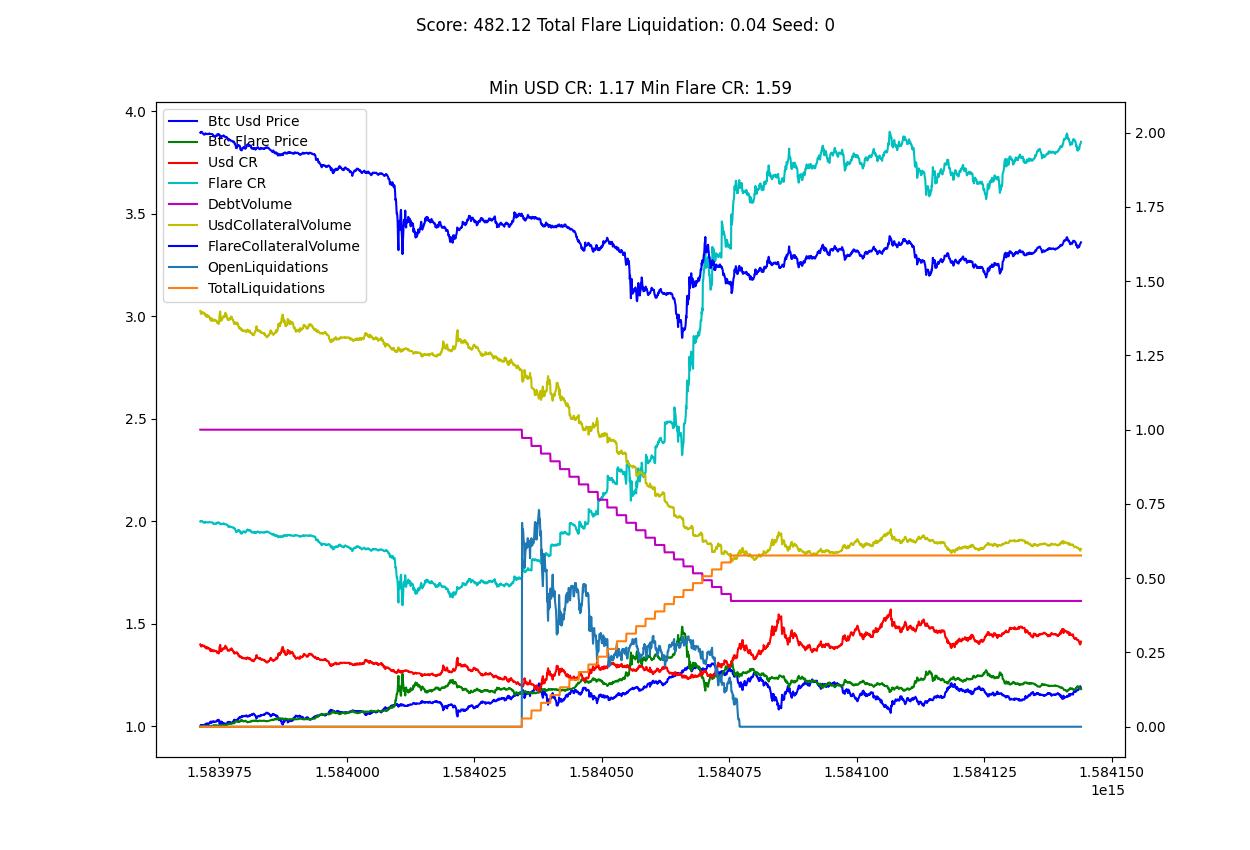 Score: 482.12 Total Flare Liquidation: 0.04 Seed: 0
Min USD CR: 1.17 Min Flare CR: 1.59
Btc Usd Price
Btc Flare Price
Usd CR
Flare CR
DebtVolume
UsdCollateralVolume
FlareCollateralVolume
OpenLiquidations
TotalLiquidations
4.0
3.5
3.0
2.5
2.0
1.5
1.0
2.00
1.75
1.50
1.25
1.00
0.75
0.50
0.25
0.00
1.583975 1.584000 1.584025 1.584050 1.584075 1.584100 1.584125 1.584150
1e15